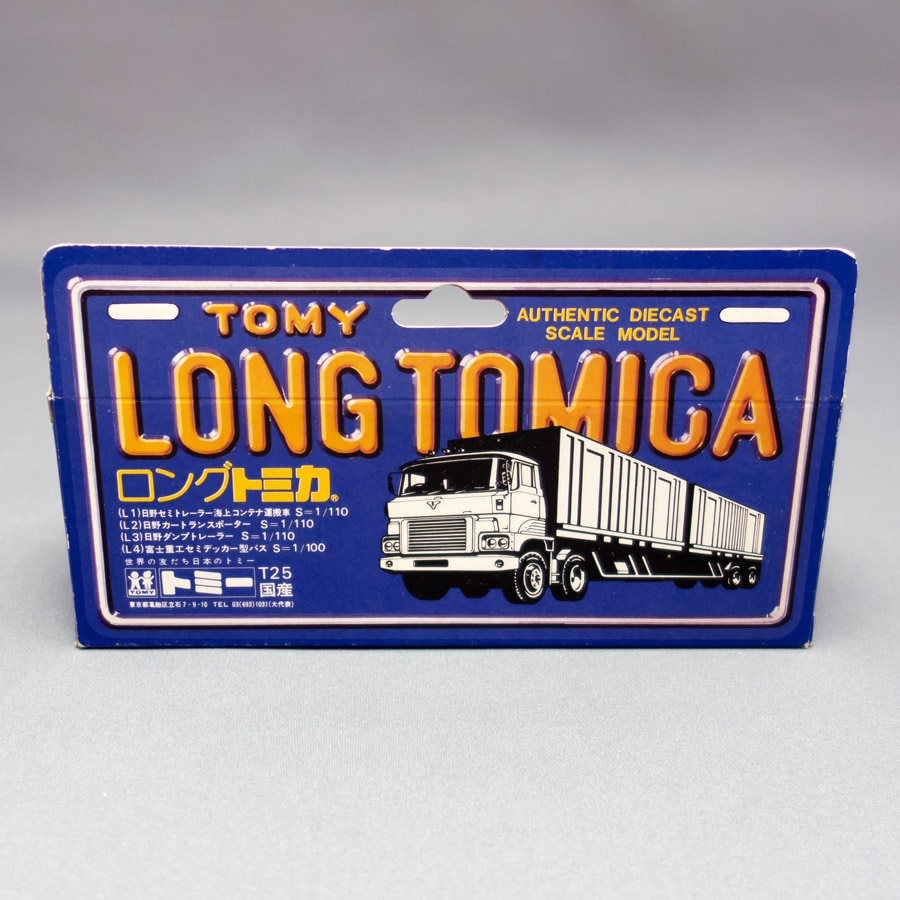 TOMY
AUTHENTIC DIECAST
SCALE MODEL
LONG TOMICA
ロングトミカ®
(L1)日野セミトレーラー海上コンテナ運搬車 S=1/110
(L2)日野カートランスポーター S=1/110
(L3)日野ダンプトレーラー S=1/110
(L4)富士重工セミデッカー型バス S=1/100
世界の友だち日本のトミー
TOMY
トミー
T25
国産
東京都葛飾区立石7-9-10 TEL 03(693)1031(大代表)